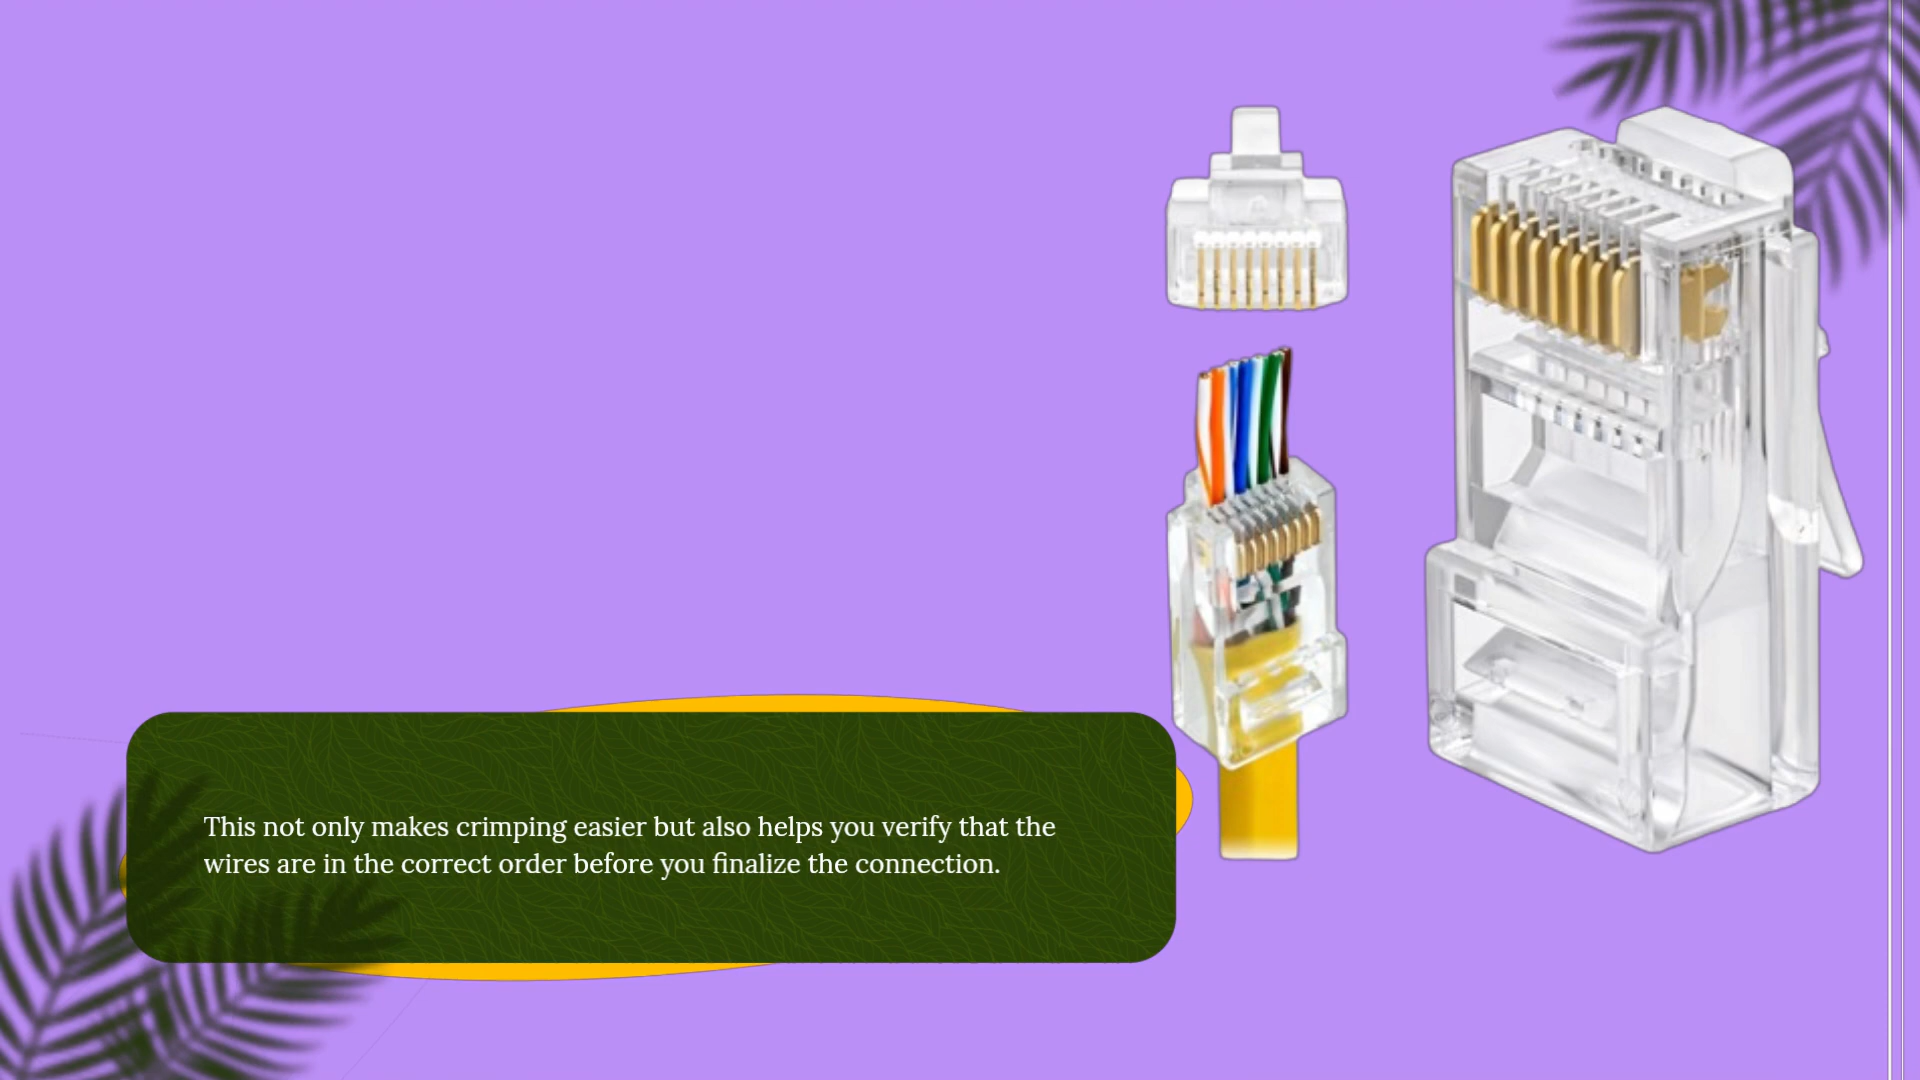 This not only makes crimping easier but also helps you verify that the
wires are in the correct order before you finalize the connection.